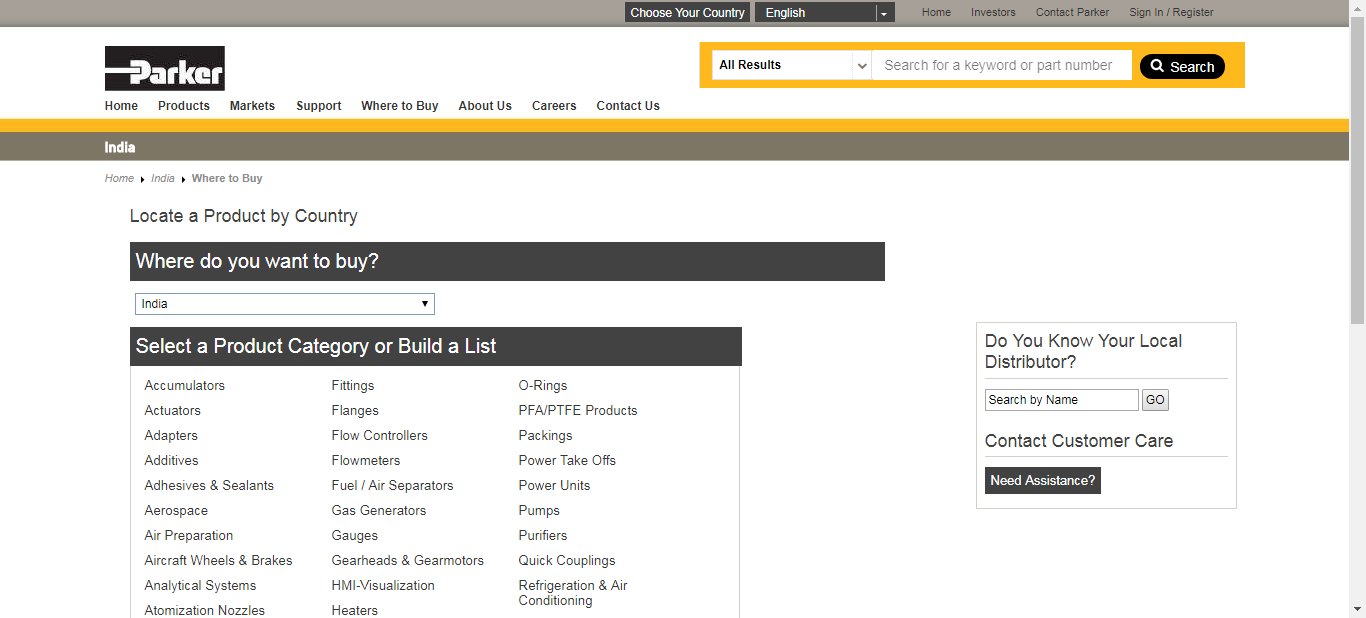 Choose Your Country English Home Investors Contact Parker Sign In / Register
Parker
All Results Search for a keyword or part number Search
Home Products Markets Support Where to Buy About Us Careers Contact Us
India
Home India Where to Buy
Locate a Product by Country
Where do you want to buy?
India
Select a Product Category or Build a List
Accumulators Fittings O-Rings
Actuators Flanges PFA/PTFE Products
Adapters Flow Controllers Packings
Additives Flowmeters Power Take Offs
Adhesives & Sealants Fuel / Air Separators Power Units
Aerospace Gas Generators Pumps
Air Preparation Gauges Purifiers
Aircraft Wheels & Brakes Gearheads & Gearmotors Quick Couplings
Analytical Systems HMI-Visualization Refrigeration & Air
Conditioning
Atomization Nozzles Heaters
Do You Know Your Local
Distributor?
Search by Name GO
Contact Customer Care
Need Assistance?